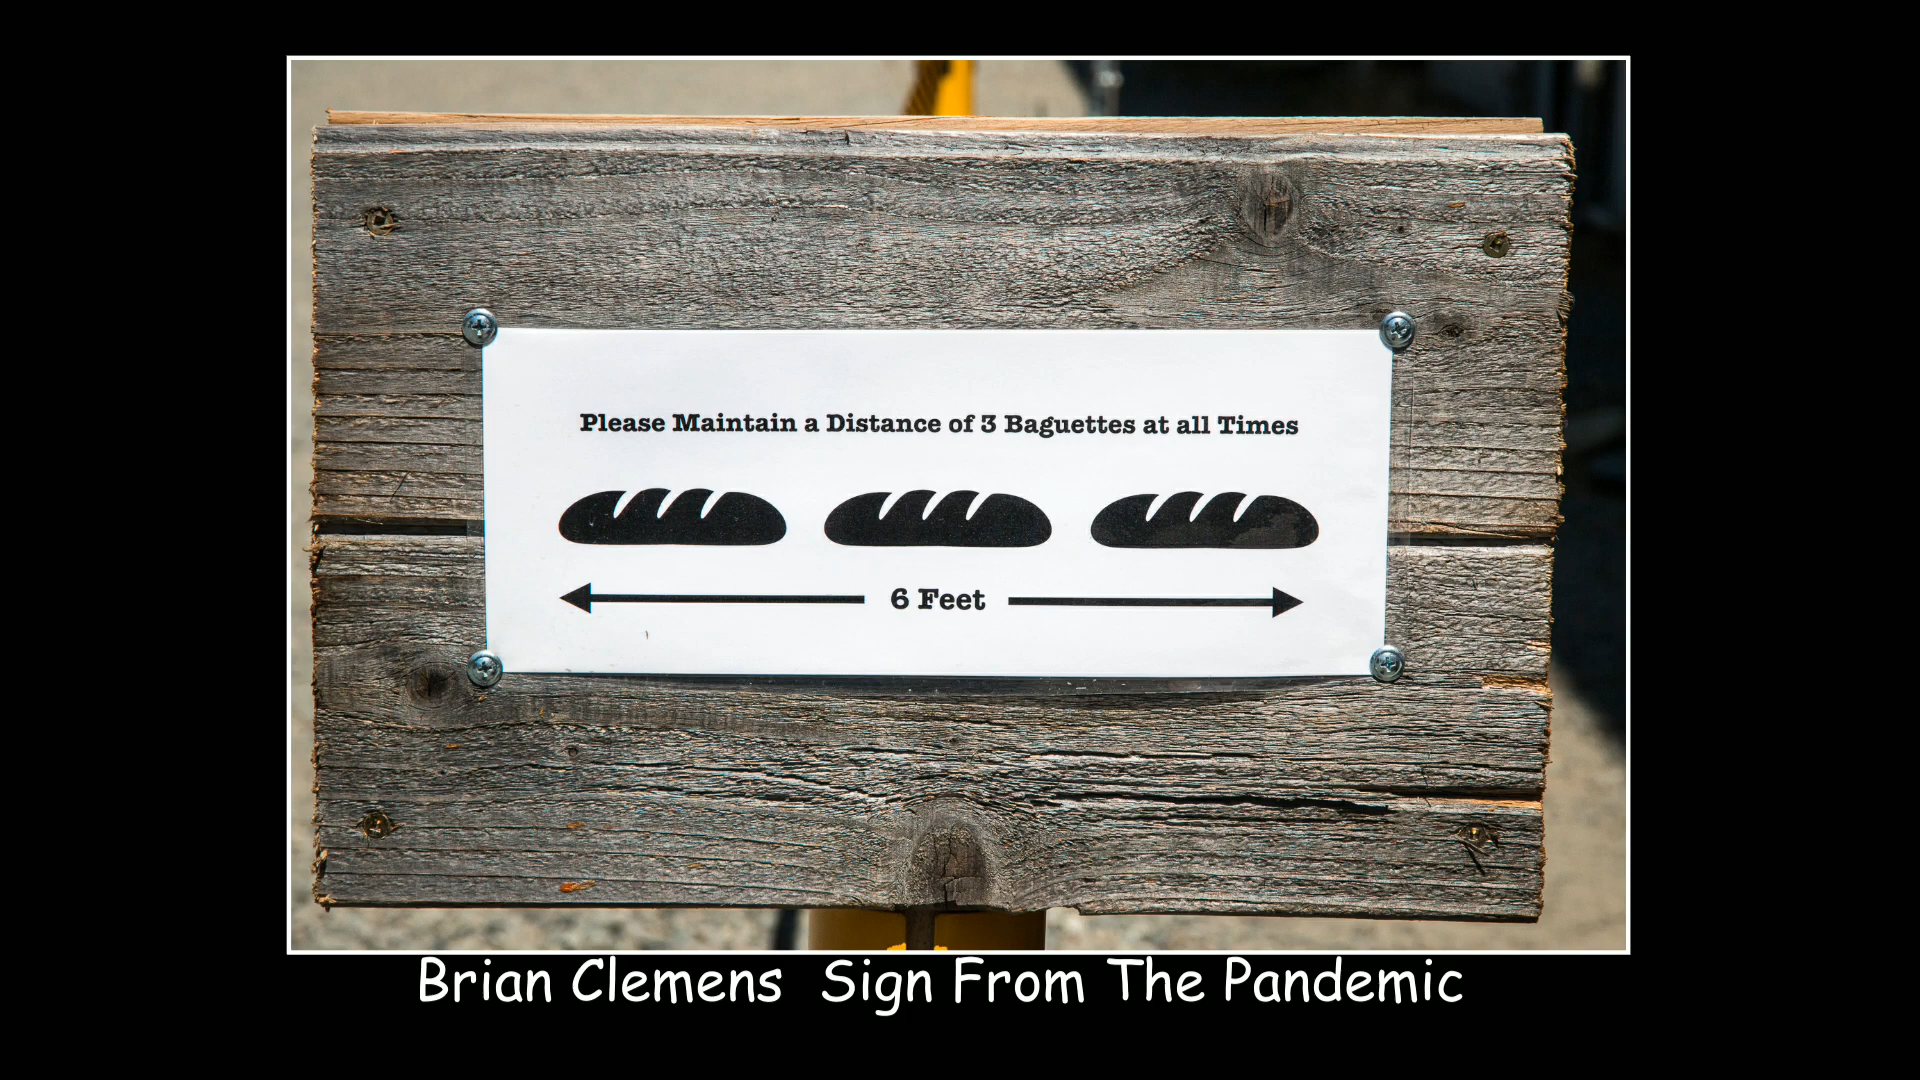 Please Maintain a Distance of 3 Baguettes at all Times
6 Feet
Brian Clemens  Sign From The Pandemic